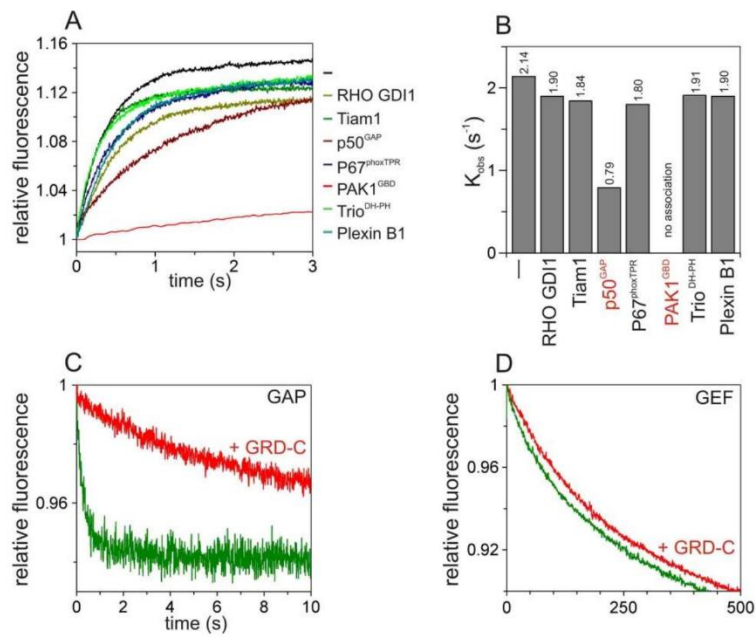 A
relative fluorescence
1.16
1.12
1.08
1.04
1
0
1
2
3
time (s)
—
RHO GDI1
Tiam1
p50GAP
P67phoxTPR
PAK1GBD
TrioDH-PH
Plexin B1
B
Kobs (s-1)
2
1
0
2.14
1.90
1.84
0.79
1.80
no association
1.91
1.90
—
RHO GDI1
Tiam1
p50GAP
P67phoxTPR
PAK1GBD
TrioDH-PH
Plexin B1
C
relative fluorescence
1
0.96
GAP
+ GRD-C
0
2
4
6
8
10
time (s)
D
relative fluorescence
1
0.96
0.92
GEF
+ GRD-C
0
250
500